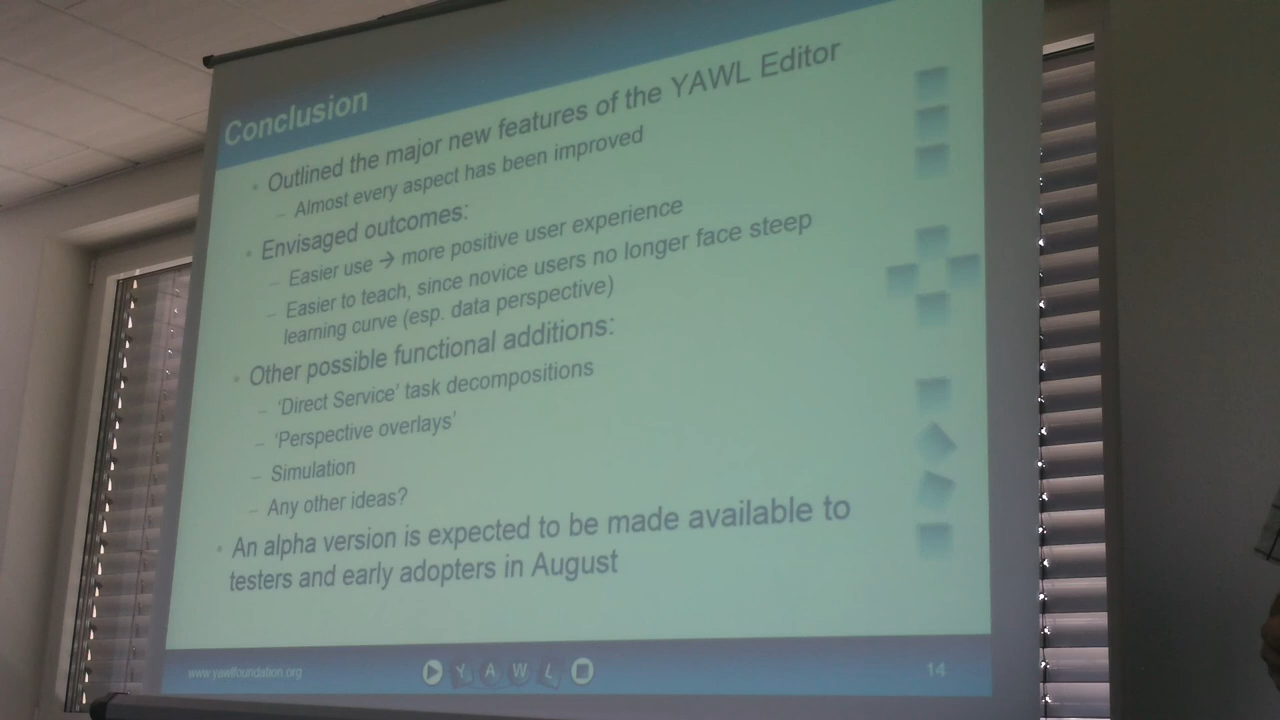 Conclusion
• Outlined the major new features of the YAWL Editor
– Almost every aspect has been improved
• Envisaged outcomes:
– Easier use → more positive user experience
– Easier to teach, since novice users no longer face steep
learning curve (esp. data perspective)
• Other possible functional additions:
– ‘Direct Service’ task decompositions
– ‘Perspective overlays’
– Simulation
– Any other ideas?
• An alpha version is expected to be made available to
testers and early adopters in August
www.yawlfoundation.org
Y A W L
14